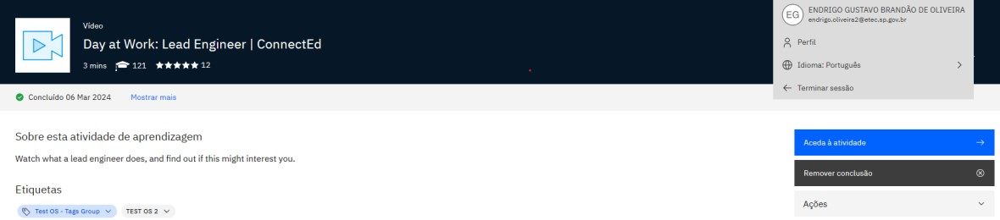 Vídeo
Day at Work: Lead Engineer | ConnectEd
3 mins 121 12
EG
ENDRIGO GUSTAVO BRANDÃO DE OLIVEIRA
endrigo.oliveira2@etec.sp.gov.br
Perfil
Idioma: Português
Terminar sessão
Concluído 06 Mar 2024 Mostrar mais
Sobre esta atividade de aprendizagem
Watch what a lead engineer does, and find out if this might interest you.
Etiquetas
Test OS - Tags Group TEST OS 2
Aceda à atividade
Remover conclusão
Ações